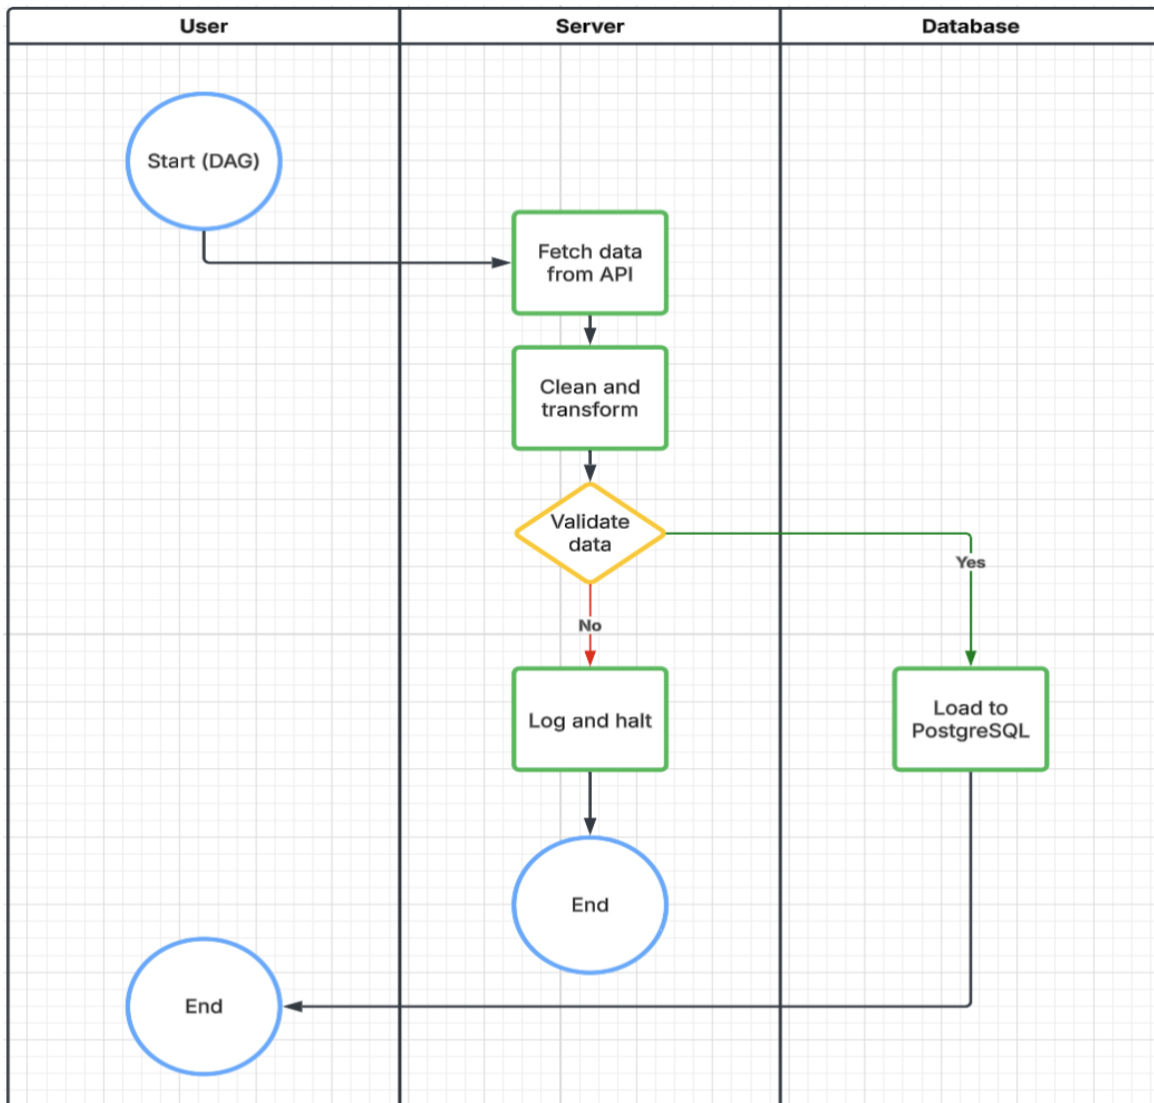 User
Server
Database
Start (DAG)
Fetch data
from API
Clean and
transform
Validate
data
Yes
No
Log and halt
Load to
PostgreSQL
End
End